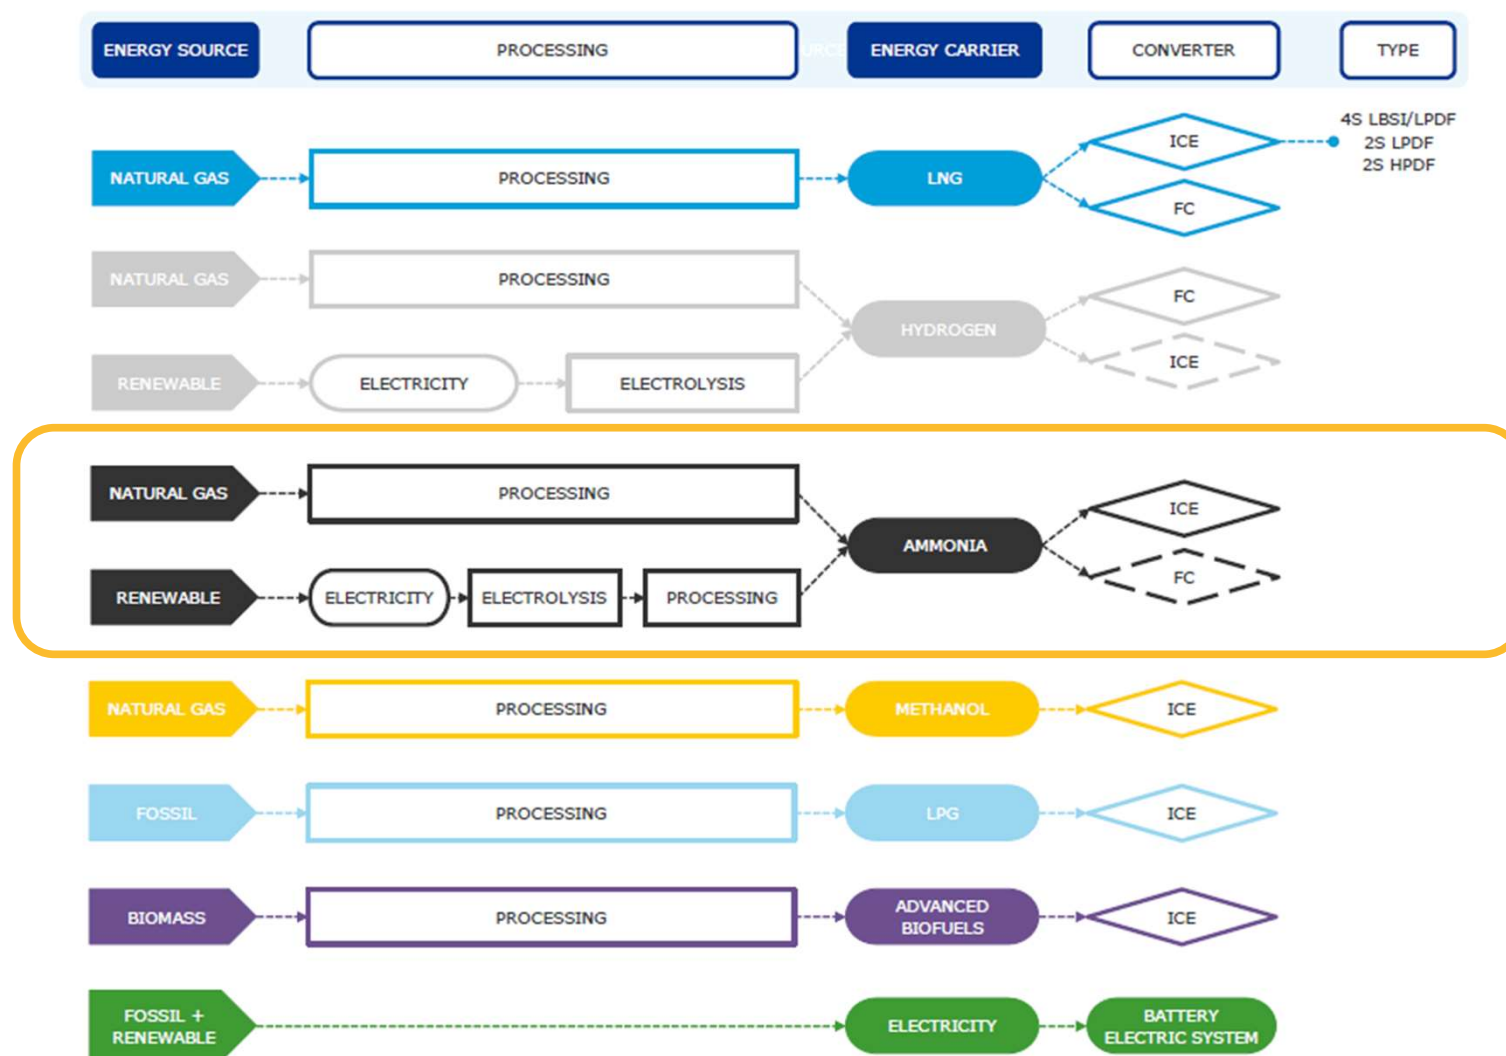 ENERGY SOURCE
PROCESSING
URCE
ENERGY CARRIER
CONVERTER
TYPE
NATURAL GAS
PROCESSING
LNG
ICE
FC
4S LBSI/LPDF
2S LPDF
2S HPDF
NATURAL GAS
PROCESSING
RENEWABLE
ELECTRICITY
ELECTROLYSIS
HYDROGEN
FC
ICE
NATURAL GAS
PROCESSING
RENEWABLE
ELECTRICITY
ELECTROLYSIS
PROCESSING
AMMONIA
ICE
FC
NATURAL GAS
PROCESSING
METHANOL
ICE
FOSSIL
PROCESSING
LPG
ICE
BIOMASS
PROCESSING
ADVANCED
BIOFUELS
ICE
FOSSIL +
RENEWABLE
ELECTRICITY
BATTERY
ELECTRIC SYSTEM